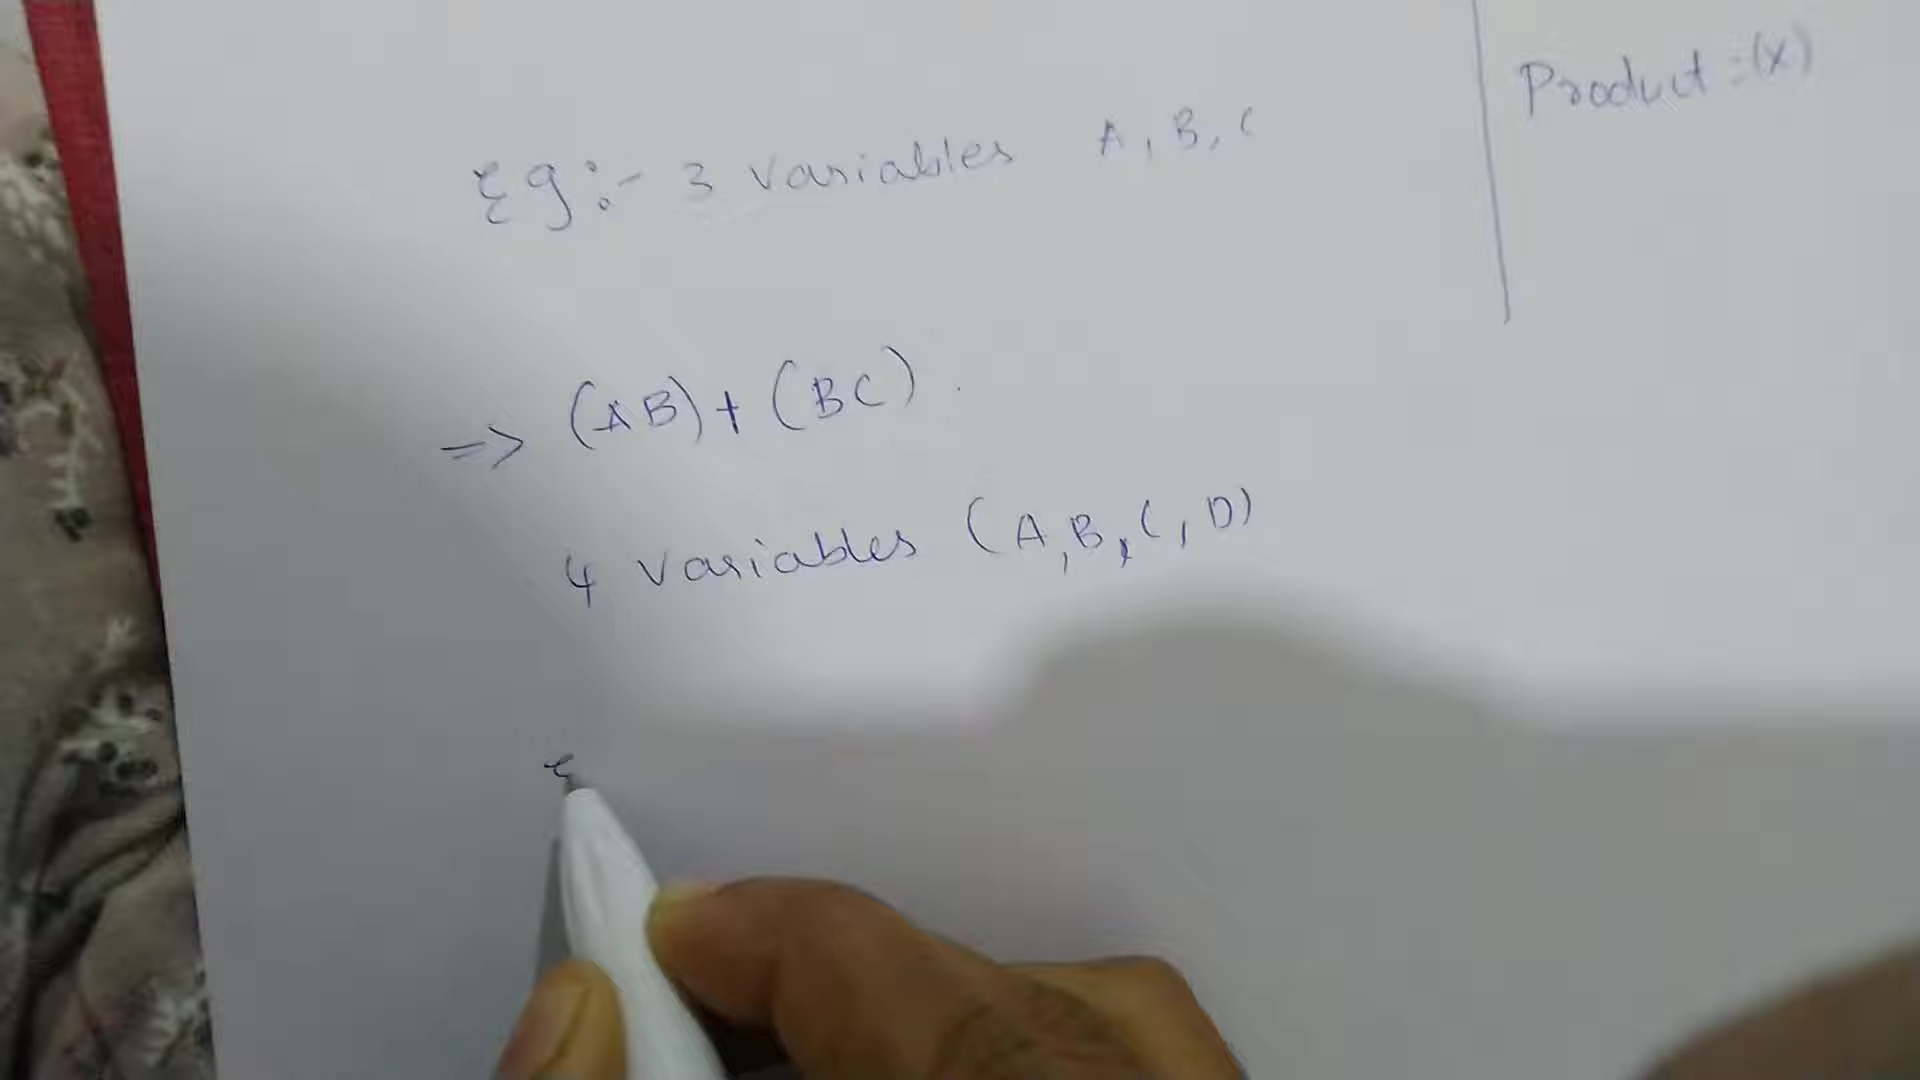 Product :- (x)
Eg :- 3 variables A, B, C
=> (AB) + (BC).
4 variables (A, B, C, D)